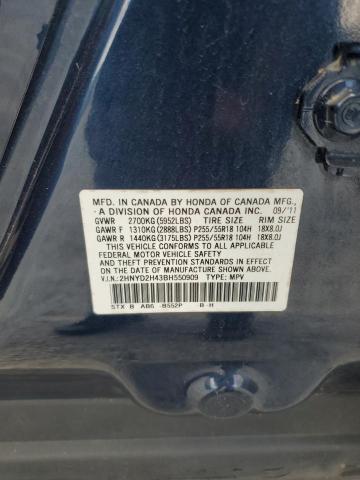 MFD. IN CANADA BY HONDA OF CANADA MFG.,
A DIVISION OF HONDA CANADA INC. 09/'11
GVWR 2700KG(5952LBS) TIRE SIZE RIM SIZE
GAWR F 1310KG(2888LBS) P255/55R18 104H 18X8.0J
GAWR R 1440KG(3175LBS) P255/55R18 104H 18X8.0J
THIS VEHICLE CONFORMS TO ALL APPLICABLE
FEDERAL MOTOR VEHICLE SAFETY
AND THEFT PREVENTION STANDARDS IN EFFECT
ON THE DATE OF MANUFACTURE SHOWN ABOVE.
V.I.N.:2HNYD2H43BH550909 TYPE: MPV
STX B AB6 -B552P B-H